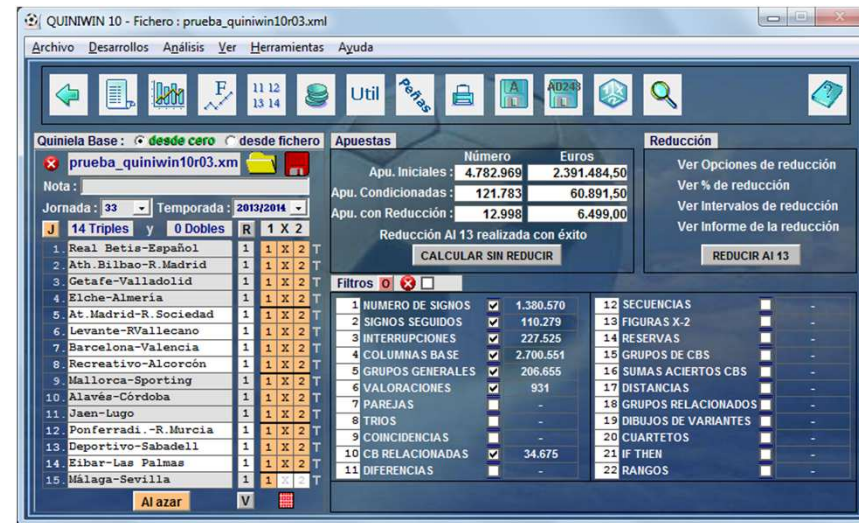 QUINIWIN 10 - Fichero : prueba_quiniwin10r03.xml
Archivo Desarrollos Análisis Ver Herramientas Ayuda
F 11 12 13 14 Util Peñas A AD243
Quiniela Base : desde cero desde fichero
prueba_quiniwin10r03.xm
Nota :
Jornada : 33 Temporada : 2013/2014
J 14 Triples y 0 Dobles R 1 X 2
1. Real Betis-Español 1 1 X 2 T
2. Ath.Bilbao-R.Madrid 1 1 X 2 T
3. Getafe-Valladolid 1 1 X 2 T
4. Elche-Almería 1 1 X 2 T
5. At.Madrid-R.Sociedad 1 1 X 2 T
6. Levante-RVallecano 1 1 X 2 T
7. Barcelona-Valencia 1 1 X 2 T
8. Recreativo-Alcorcón 1 1 X 2 T
9. Mallorca-Sporting 1 1 X 2 T
10. Alavés-Córdoba 1 1 X 2 T
11. Jaen-Lugo 1 1 X 2 T
12. Ponferradi.-R.Murcia 1 1 X 2 T
13. Deportivo-Sabadell 1 1 X 2 T
14. Eibar-Las Palmas 1 1 X 2 T
15. Málaga-Sevilla 1 1 X 2 T
Al azar V
Apuestas
Número Euros
Apu. Iniciales : 4.782.969 2.391.484,50
Apu. Condicionadas : 121.783 60.891,50
Apu. con Reducción : 12.998 6.499,00
Reducción Al 13 realizada con éxito
CALCULAR SIN REDUCIR
Reducción
Ver Opciones de reducción
Ver % de reducción
Ver Intervalos de reducción
Ver Informe de la reducción
REDUCIR Al 13
Filtros O
1 NUMERO DE SIGNOS 1.380.570
2 SIGNOS SEGUIDOS 110.279
3 INTERRUPCIONES 227.525
4 COLUMNAS BASE 2.700.551
5 GRUPOS GENERALES 206.655
6 VALORACIONES 931
7 PAREJAS -
8 TRIOS -
9 COINCIDENCIAS -
10 CB RELACIONADAS 34.675
11 DIFERENCIAS -
12 SECUENCIAS -
13 FIGURAS X-2 -
14 RESERVAS -
15 GRUPOS DE CBS -
16 SUMAS ACIERTOS CBS -
17 DISTANCIAS -
18 GRUPOS RELACIONADOS -
19 DIBUJOS DE VARIANTES -
20 CUARTETOS -
21 IF THEN -
22 RANGOS -